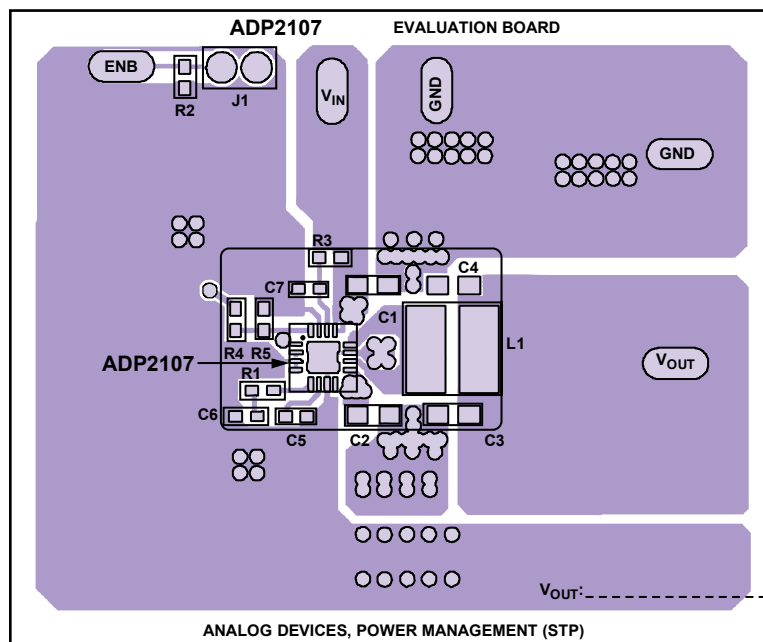 ADP2107 EVALUATION BOARD
ENB
R2
J1
VIN
GND
GND
R3
C7
C4
C1
L1
R4
R5
ADP2107
VOUT
R1
C6
C5
C2
C3
VOUT:
ANALOG DEVICES, POWER MANAGEMENT (STP)